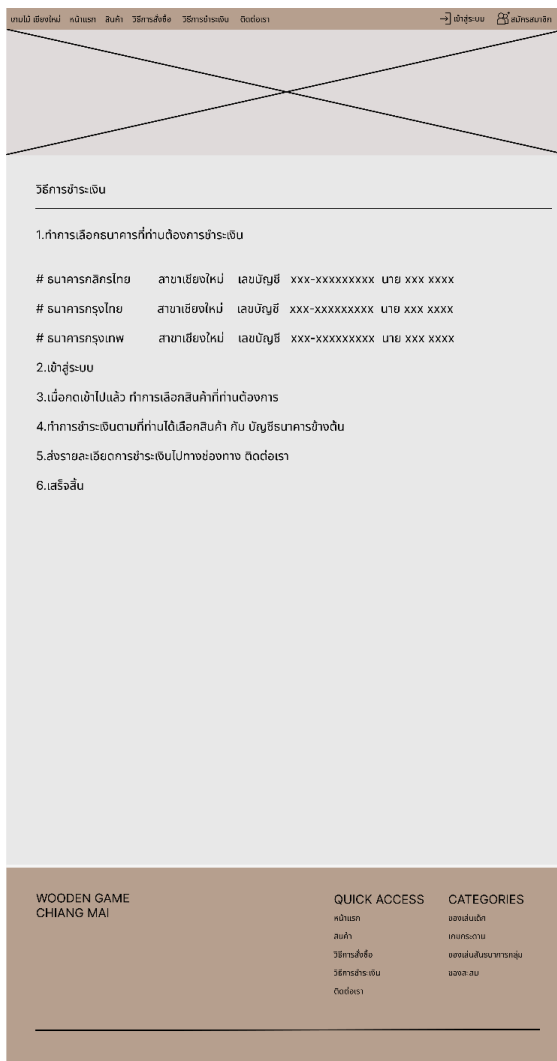 เกมไม้ เชียงใหม่ หน้าแรก สินค้า วิธีการสั่งซื้อ วิธีการชำระเงิน ติดต่อเรา เข้าสู่ระบบ สมัครสมาชิก
วิธีการชำระเงิน
1.ทำการเลือกธนาคารที่ท่านต้องการชำระเงิน
# ธนาคารกสิกรไทย สาขาเชียงใหม่ เลขบัญชี xxx-xxxxxxxxx นาย xxx xxxx
# ธนาคารกรุงไทย สาขาเชียงใหม่ เลขบัญชี xxx-xxxxxxxxx นาย xxx xxxx
# ธนาคารกรุงเทพ สาขาเชียงใหม่ เลขบัญชี xxx-xxxxxxxxx นาย xxx xxxx
2.เข้าสู่ระบบ
3.เมื่อกดเข้าไปแล้ว ทำการเลือกสินค้าที่ท่านต้องการ
4.ทำการชำระเงินตามที่ท่านได้เลือกสินค้า กับ บัญชีธนาคารข้างต้น
5.ส่งรายละเอียดการชำระเงินไปทางช่องทาง ติดต่อเรา
6.เสร็จสิ้น
WOODEN GAME
CHIANG MAI
QUICK ACCESS
หน้าแรก
สินค้า
วิธีการสั่งซื้อ
วิธีการชำระเงิน
ติดต่อเรา
CATEGORIES
ของเล่นเด็ก
เกมกระดาน
ของเล่นสันธนาการกลุ่ม
ของสะสม